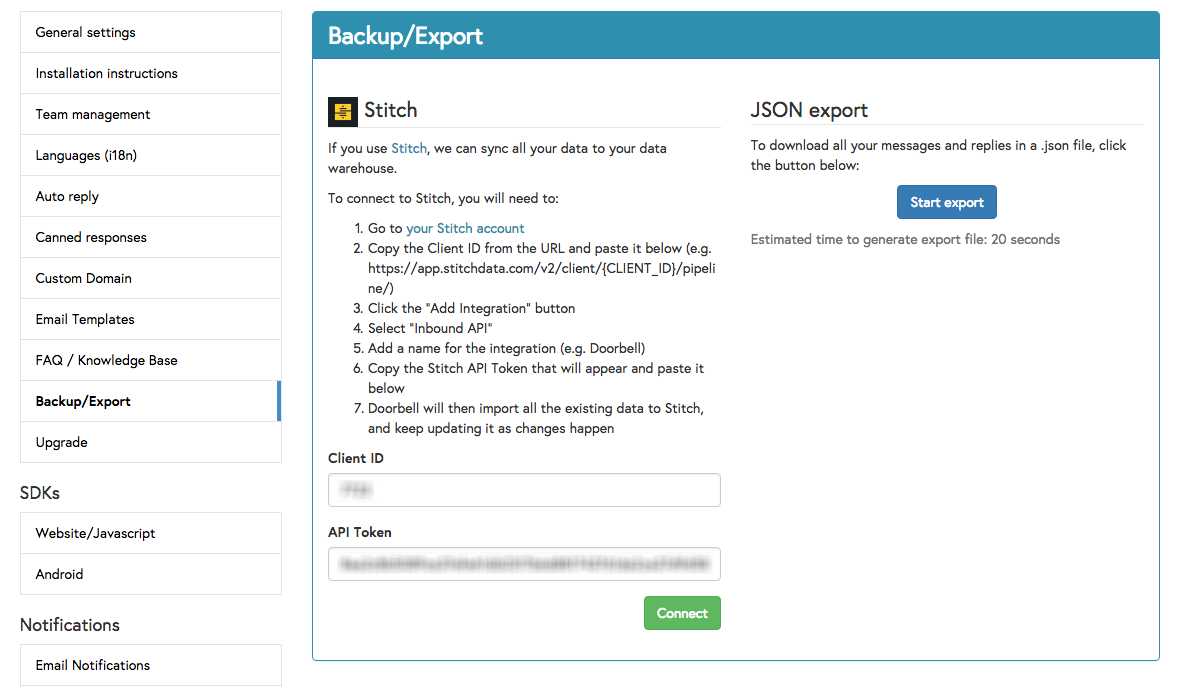 General settings
Installation instructions
Team management
Languages (i18n)
Auto reply
Canned responses
Custom Domain
Email Templates
FAQ / Knowledge Base
Backup/Export
Upgrade
SDKs
Website/Javascript
Android
Notifications
Email Notifications
Backup/Export
Stitch
If you use Stitch, we can sync all your data to your data
warehouse.
To connect to Stitch, you will need to:
1. Go to your Stitch account
2. Copy the Client ID from the URL and paste it below (e.g.
https://app.stitchdata.com/v2/client/{CLIENT_ID}/pipeli
ne/)
3. Click the "Add Integration" button
4. Select "Inbound API"
5. Add a name for the integration (e.g. Doorbell)
6. Copy the Stitch API Token that will appear and paste it
below
7. Doorbell will then import all the existing data to Stitch,
and keep updating it as changes happen
Client ID
API Token
Connect
JSON export
To download all your messages and replies in a .json file, click
the button below:
Start export
Estimated time to generate export file: 20 seconds